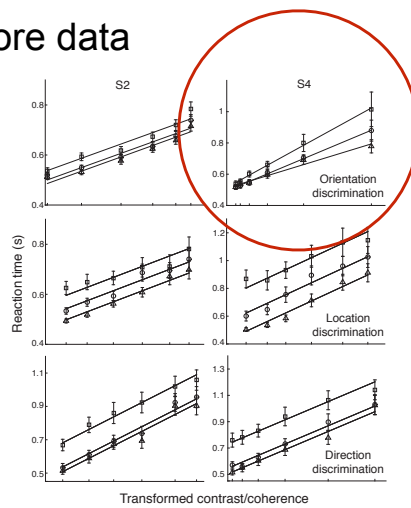 ore data
S2
S4
0.8
0.6
0.4
1
0.8
0.6
0.4
Orientation
discrimination
Reaction time (s)
0.8
0.6
0.4
1.2
1.0
0.8
0.6
0.4
Location
discrimination
1.1
0.9
0.7
0.5
1.3
1.1
0.9
0.7
0.5
Direction
discrimination
Transformed contrast/coherence